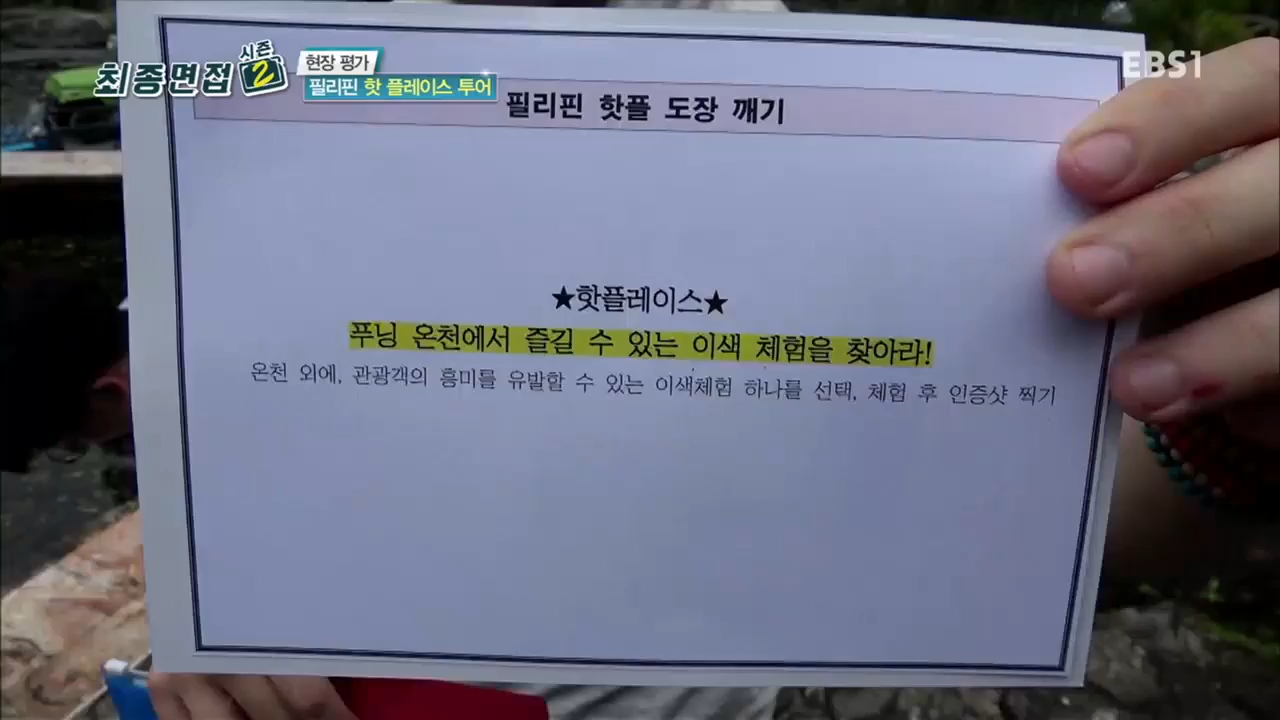 최종면접 시즌2
현장 평가
필리핀 핫 플레이스 투어
EBS1
필리핀 핫플 도장 깨기
★핫플레이스★
푸닝 온천에서 즐길 수 있는 이색 체험을 찾아라!
온천 외에, 관광객의 흥미를 유발할 수 있는 이색체험 하나를 선택, 체험 후 인증샷 찍기